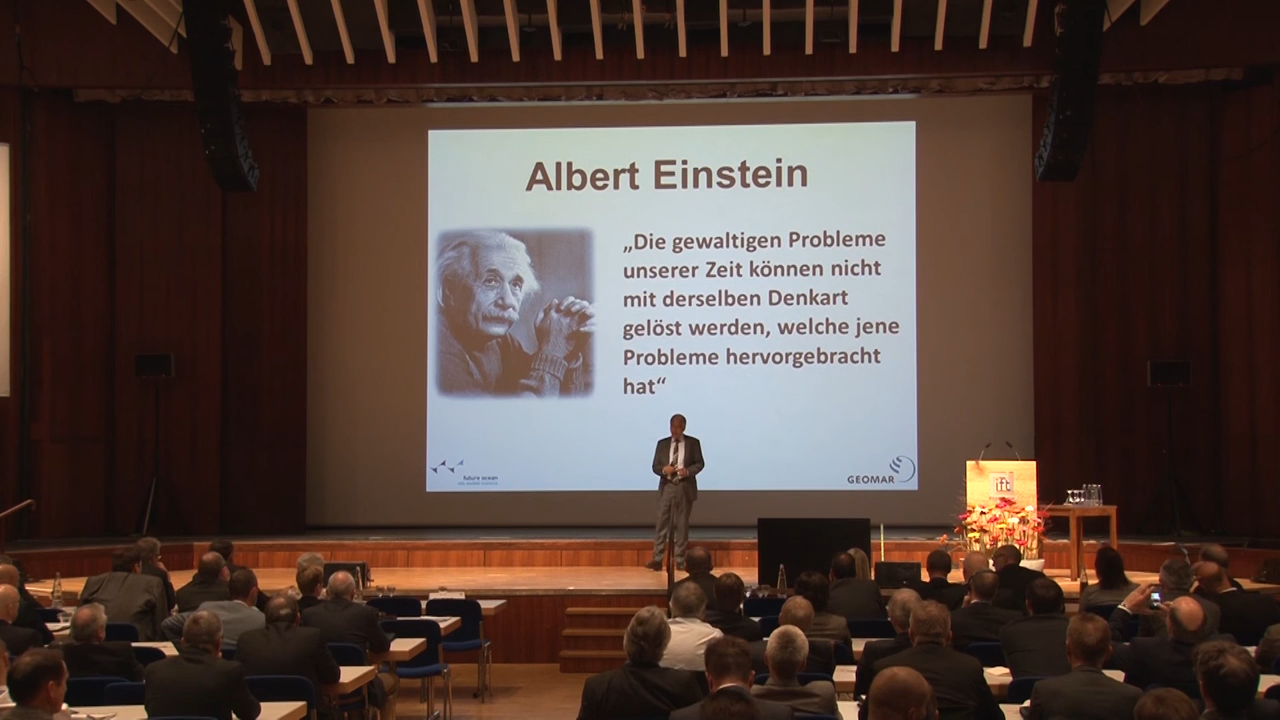 Albert Einstein
„Die gewaltigen Probleme
unserer Zeit können nicht
mit derselben Denkart
gelöst werden, welche jene
Probleme hervorgebracht
hat“
future ocean
GEOMAR
ift